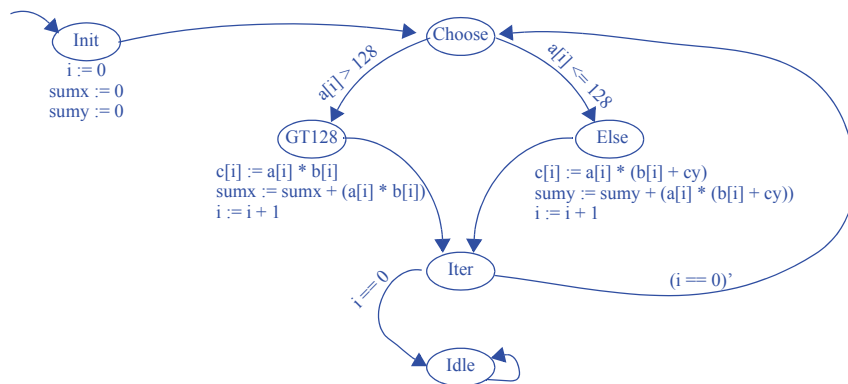 Init
i := 0
sumx := 0
sumy := 0
Choose
a[i] > 128
a[i] <= 128
GT128
c[i] := a[i] * b[i]
sumx := sumx + (a[i] * b[i])
i := i + 1
Else
c[i] := a[i] * (b[i] + cy)
sumy := sumy + (a[i] * (b[i] + cy))
i := i + 1
Iter
i == 0
(i == 0)’
Idle